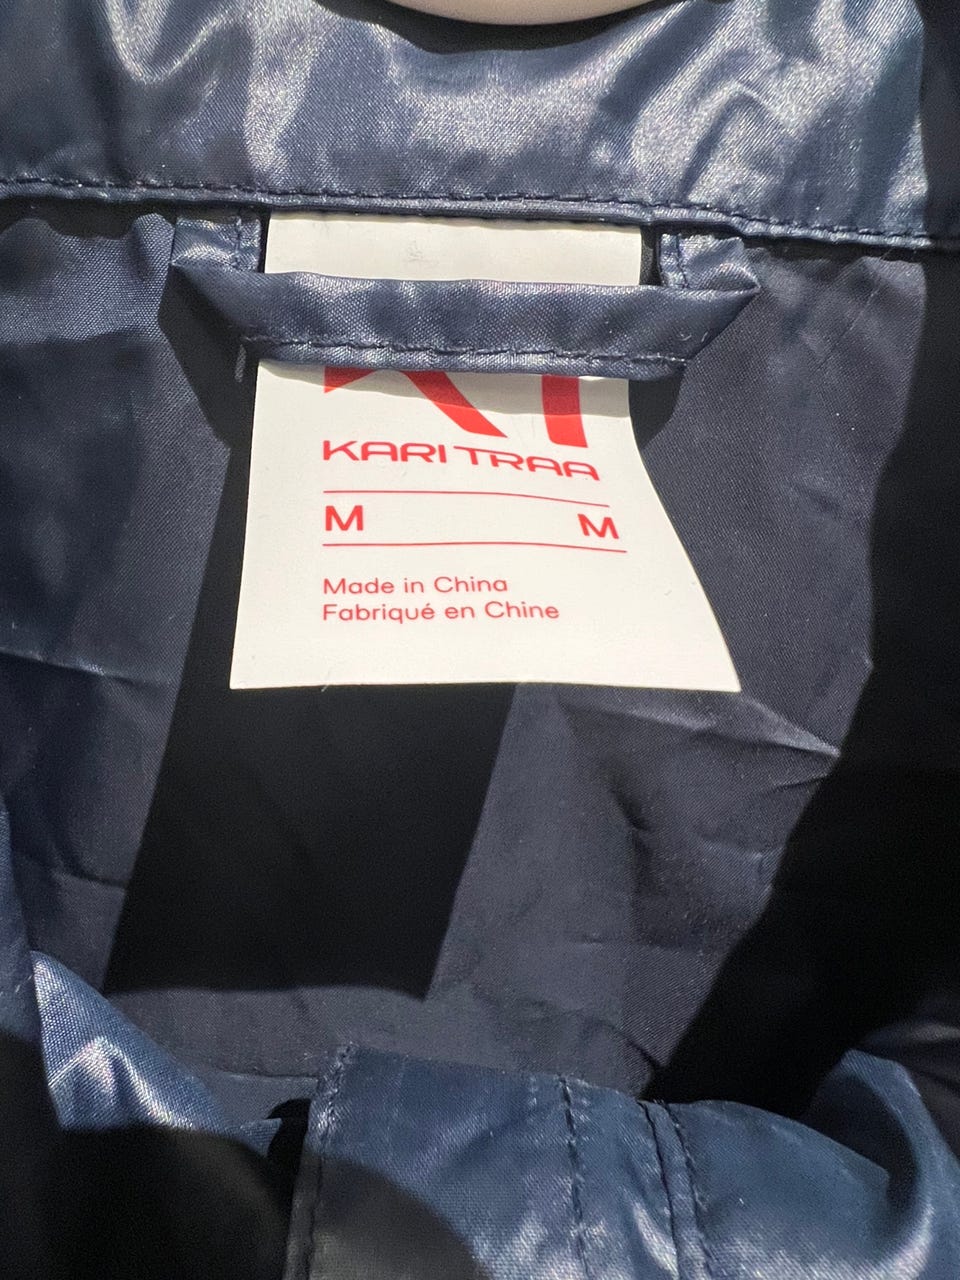 KARI TRAA
M M
Made in China
Fabriqué en Chine